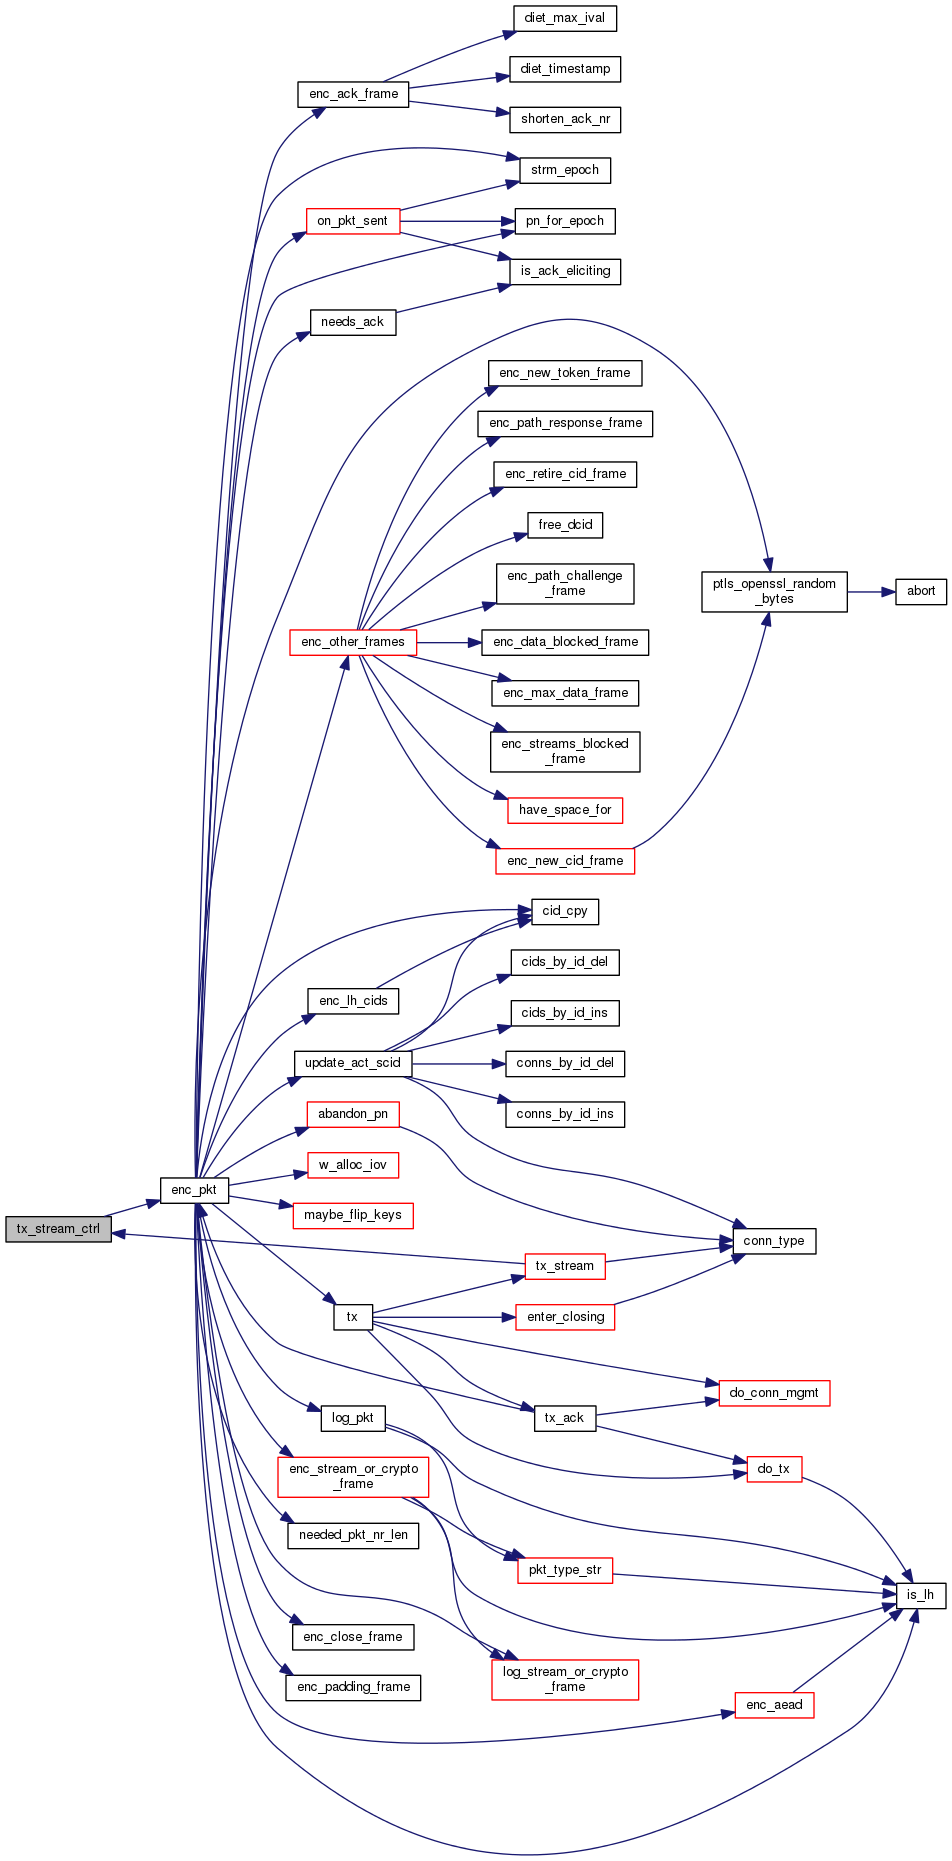 diet_max_ival
diet_timestamp
enc_ack_frame
shorten_ack_nr
strm_epoch
on_pkt_sent
pn_for_epoch
is_ack_eliciting
needs_ack
enc_new_token_frame
enc_path_response_frame
enc_retire_cid_frame
free_dcid
enc_path_challenge
_frame
ptls_openssl_random
_bytes
abort
enc_other_frames
enc_data_blocked_frame
enc_max_data_frame
enc_streams_blocked
_frame
have_space_for
enc_new_cid_frame
cid_cpy
cids_by_id_del
enc_lh_cids
cids_by_id_ins
update_act_scid
conns_by_id_del
abandon_pn
conns_by_id_ins
w_alloc_iov
enc_pkt
maybe_flip_keys
tx_stream_ctrl
conn_type
tx_stream
tx
enter_closing
do_conn_mgmt
log_pkt
tx_ack
enc_stream_or_crypto
_frame
do_tx
needed_pkt_nr_len
pkt_type_str
is_lh
enc_close_frame
log_stream_or_crypto
_frame
enc_padding_frame
enc_aead